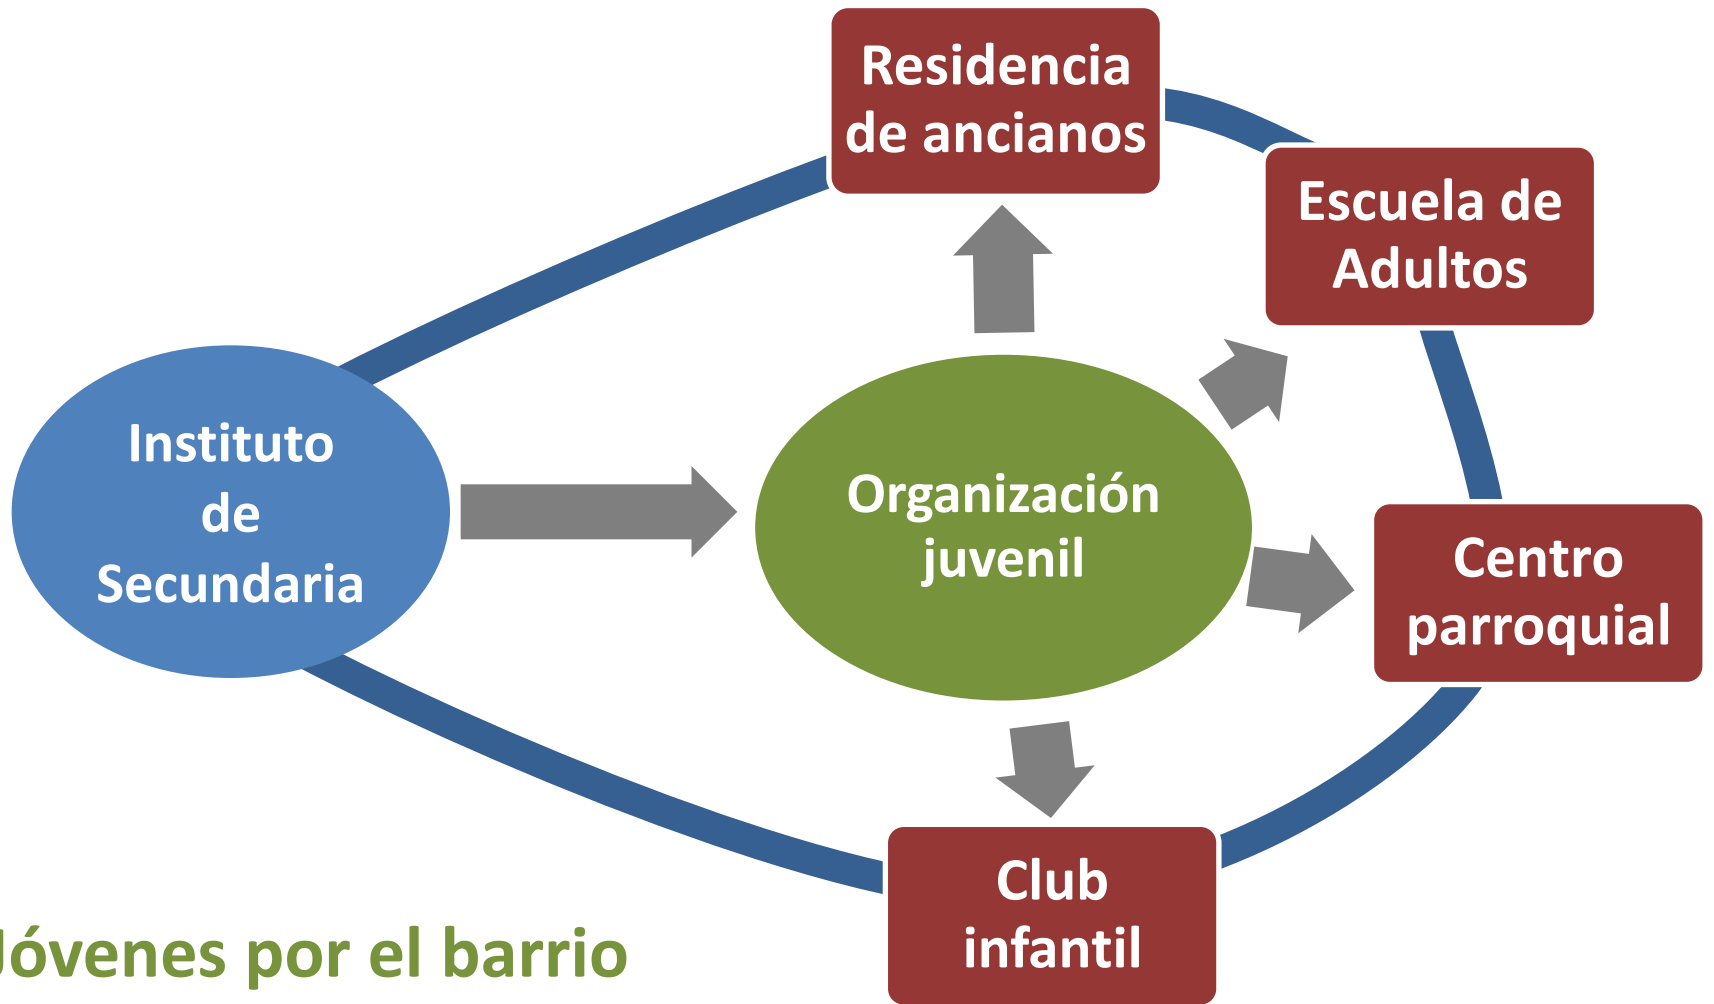 Residencia
de ancianos
Escuela de
Adultos
Instituto
de
Secundaria
Organización
juvenil
Centro
parroquial
Club
infantil
Jóvenes por el barrio